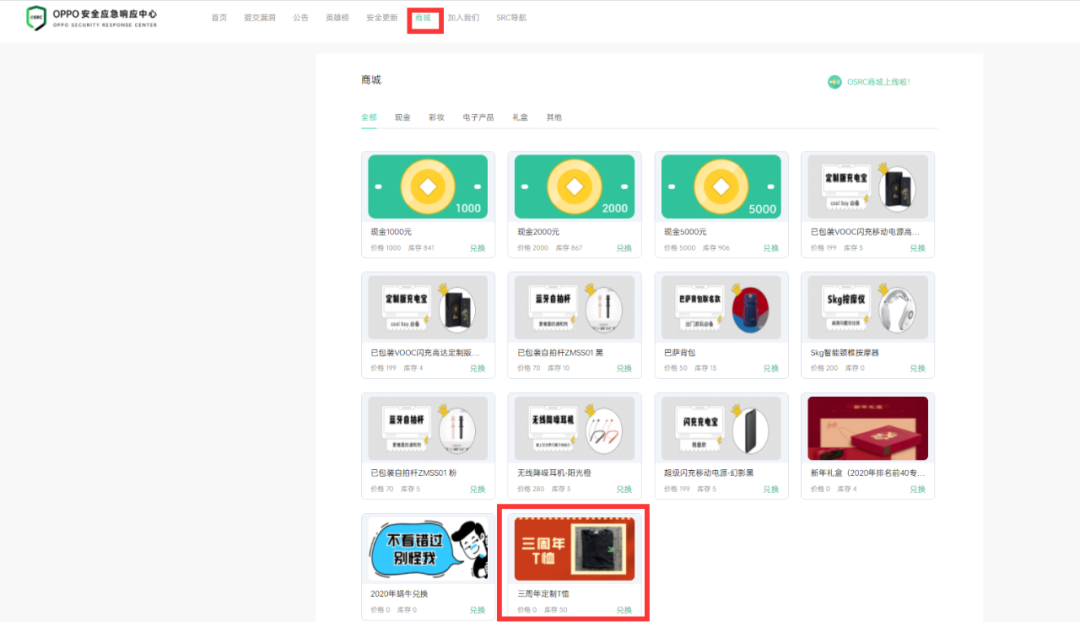 OPPO安全应急响应中心
OPPO SECURITY RESPONSE CENTER
首页 提交漏洞 公告 英雄榜 安全更新 商城 加入我们 SRC导航
商城
OSRC商城上线啦!
全部 现金 彩妆 电子产品 礼盒 其他
1000
2000
5000
定制版充电宝
cool boy 必备
现金1000元
现金2000元
现金5000元
已包装VOOC闪充移动电源高...
价格 1000 库存 841 兑换
价格 2000 库存 867 兑换
价格 5000 库存 906 兑换
价格 199 库存 5 兑换
定制版充电宝
cool boy 必备
蓝牙自拍杆
巴萨背包联名款
出门旅行必备
5kg按摩仪
已包装VOOC闪充高达定制版...
已包装自拍杆ZMSS01 黑
巴萨背包
5kg智能颈椎按摩器
价格 199 库存 4 兑换
价格 70 库存 10 兑换
价格 50 库存 13 兑换
价格 200 库存 0 兑换
蓝牙自拍杆
无线降噪耳机
闪充充电宝
新年礼盒
已包装自拍杆ZMSS01 粉
无线降噪耳机-阳光橙
超级闪充移动电源-幻影黑
新年礼盒（2020年排名前40专...
价格 70 库存 5 兑换
价格 280 库存 3 兑换
价格 199 库存 5 兑换
价格 0 库存 4 兑换
不看错过
别怪我
三周年
T恤
2020年蜗牛兑换
三周年定制T恤
价格 0 库存 0 兑换
价格 0 库存 50 兑换